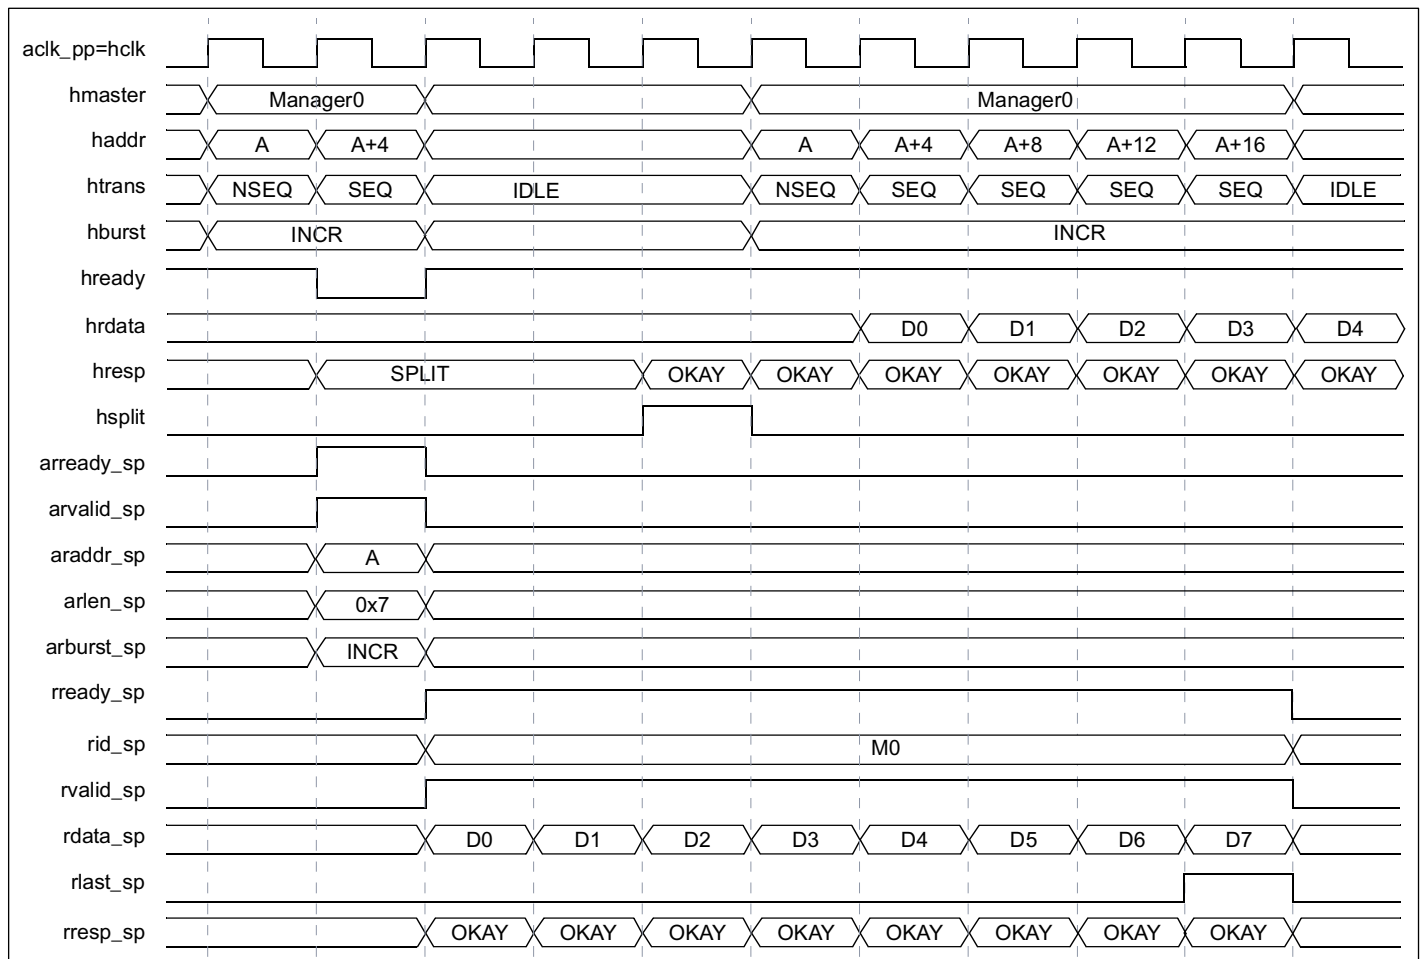 aclk_pp=hclk
hmaster Manager0 Manager0
haddr A A+4 A A+4 A+8 A+12 A+16
htrans NSEQ SEQ IDLE NSEQ SEQ SEQ SEQ SEQ IDLE
hburst INCR INCR
hready
hrdata D0 D1 D2 D3 D4
hresp SPLIT OKAY OKAY OKAY OKAY OKAY OKAY OKAY
hsplit
arready_sp
arvalid_sp
araddr_sp A
arlen_sp 0x7
arburst_sp INCR
rready_sp
rid_sp M0
rvalid_sp
rdata_sp D0 D1 D2 D3 D4 D5 D6 D7
rlast_sp
rresp_sp OKAY OKAY OKAY OKAY OKAY OKAY OKAY OKAY